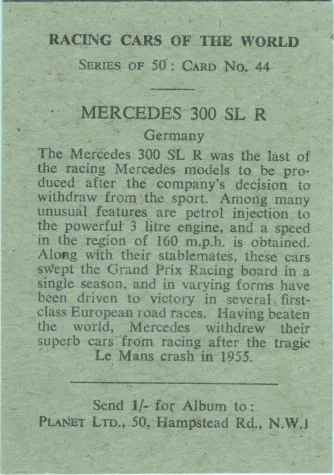 RACING CARS OF THE WORLD
SERIES OF 50: CARD NO. 44
MERCEDES 300 SL R
Germany
The Mercedes 300 SL R was the last of
the racing Mercedes models to be pro-
duced after the company's decision to
withdraw from the sport. Among many
unusual features are petrol injection to
the powerful 3 litre engine, and a speed
in the region of 160 m.p.h. is obtained.
Along with their stablemates, these cars
swept the Grand Prix Racing board in a
single season, and in varying forms have
been driven to victory in several first-
class European road races. Having beaten
the world, Mercedes withdrew their
superb cars from racing after the tragic
Le Mans crash in 1955.
Send 1/- for Album to:
PLANET LTD., 50, Hampstead Rd., N.W.1